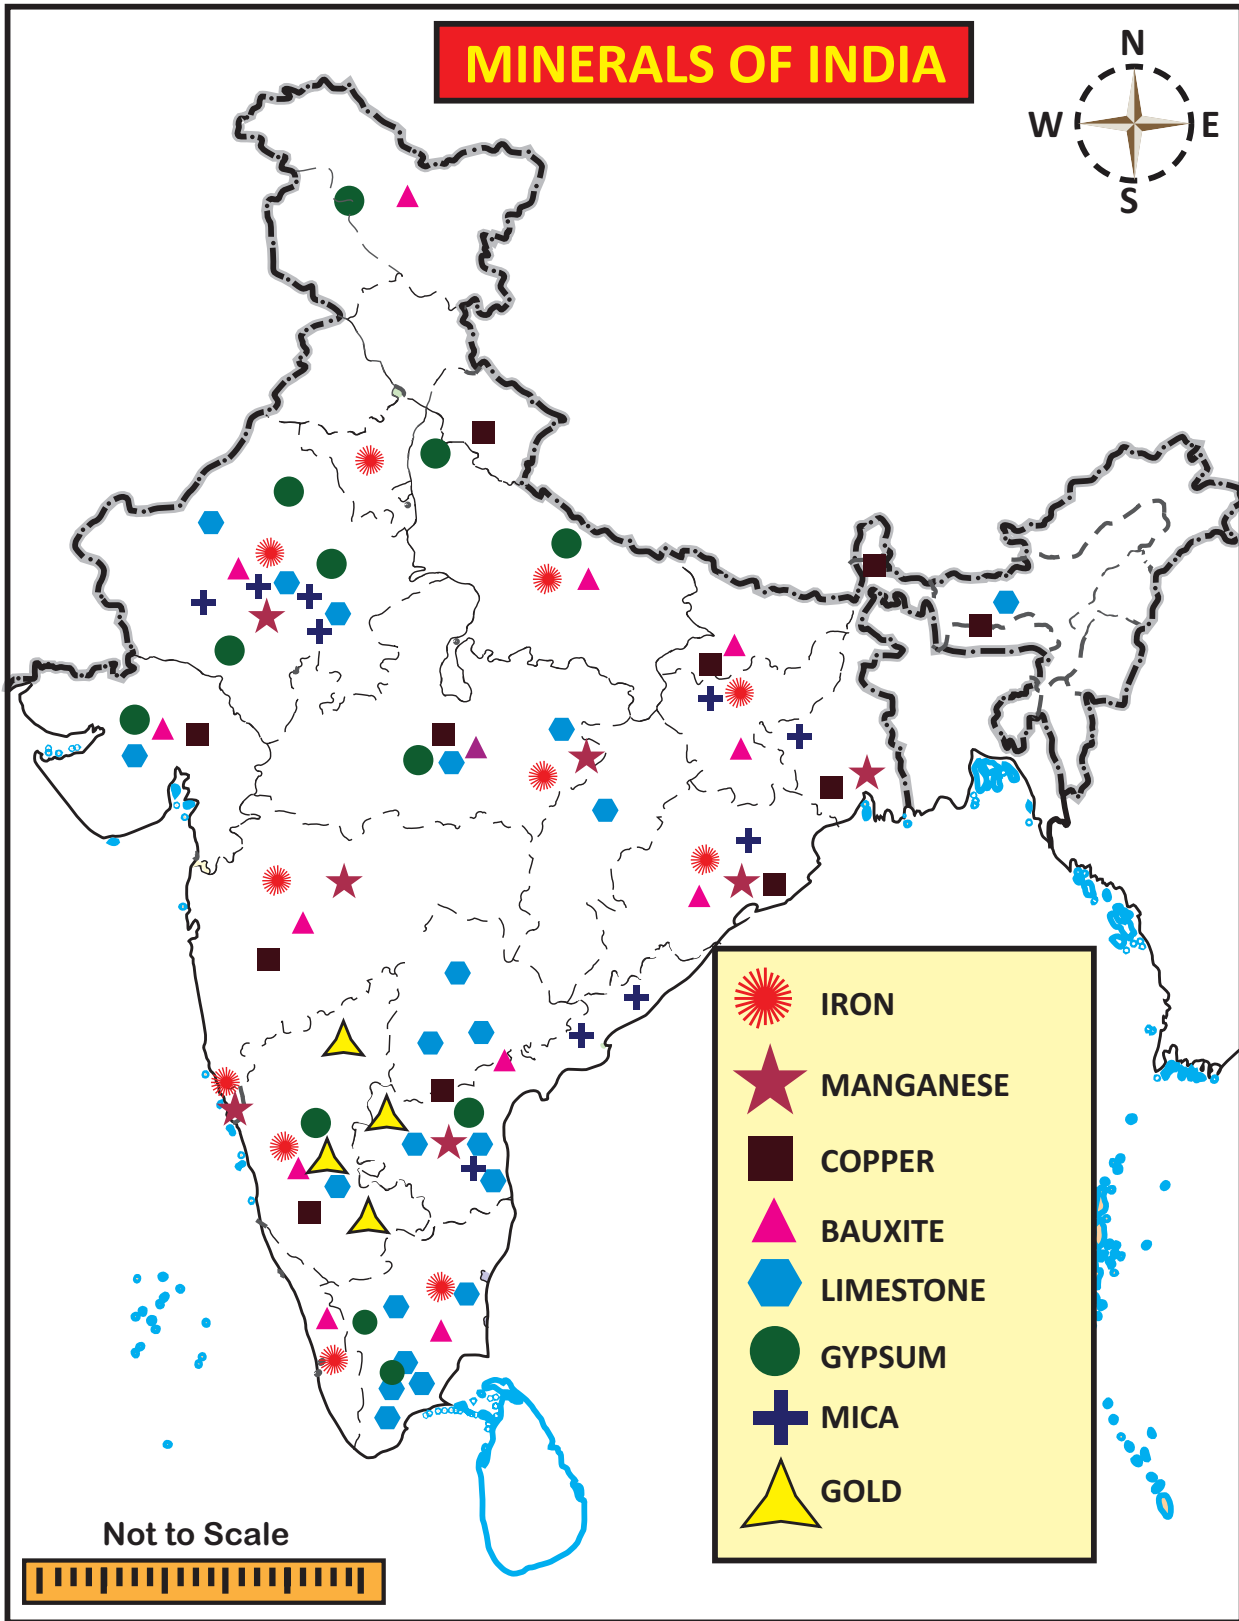 MINERALS OF INDIA
N
W
E
S
IRON
MANGANESE
COPPER
BAUXITE
LIMESTONE
GYPSUM
MICA
GOLD
Not to Scale